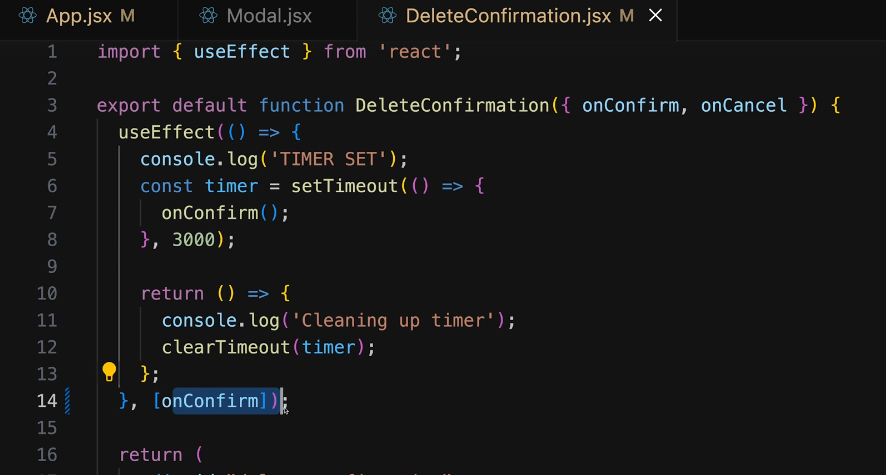 App.jsx M Modal.jsx DeleteConfirmation.jsx M
1 import { useEffect } from 'react';
2
3 export default function DeleteConfirmation({ onConfirm, onCancel }) {
4 useEffect(() => {
5 console.log('TIMER SET');
6 const timer = setTimeout(() => {
7 onConfirm();
8 }, 3000);
9
10 return () => {
11 console.log('Cleaning up timer');
12 clearTimeout(timer);
13 };
14 }, [onConfirm]);
15
16 return (